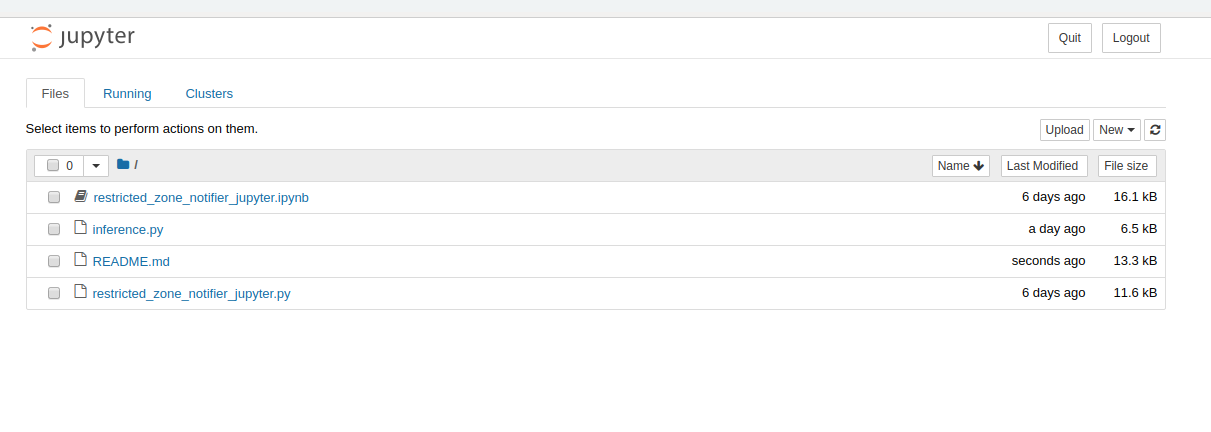 jupyter Quit Logout
Files Running Clusters
Select items to perform actions on them. Upload New
0 / Name Last Modified File size
restricted_zone_notifier_jupyter.ipynb 6 days ago 16.1 kB
inference.py a day ago 6.5 kB
README.md seconds ago 13.3 kB
restricted_zone_notifier_jupyter.py 6 days ago 11.6 kB